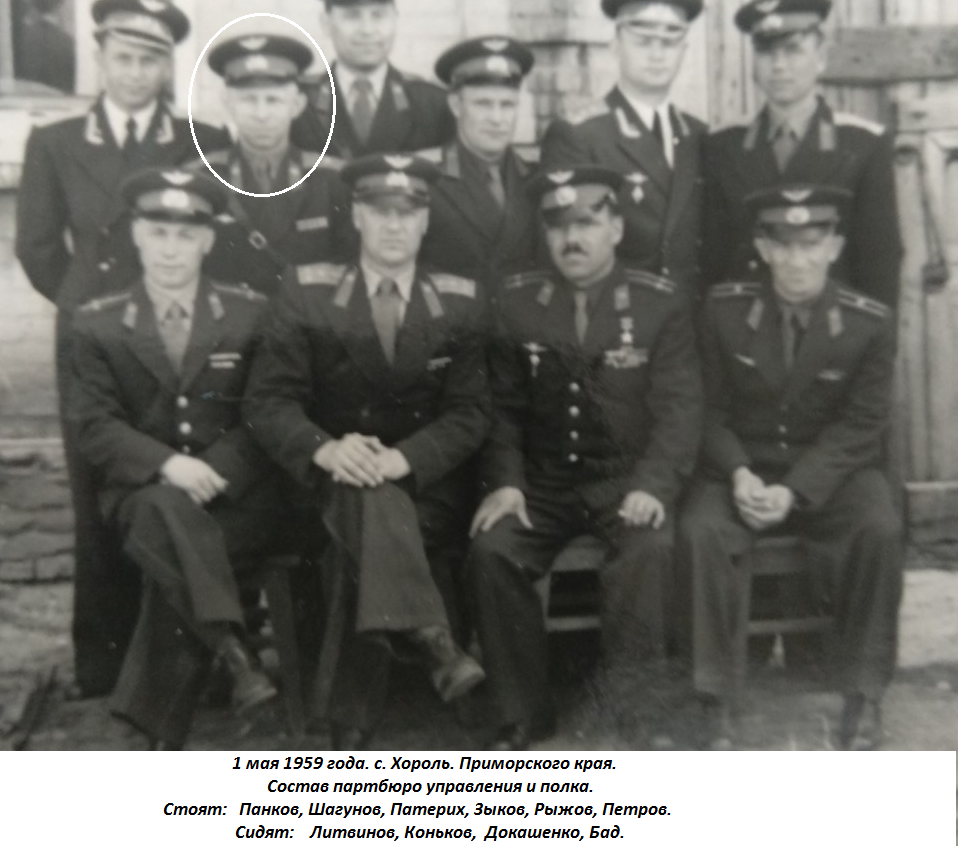 1 мая 1959 года. с. Хороль. Приморского края.
Состав партбюро управления и полка.
Стоят: Панков, Шагунов, Патерих, Зыков, Рыжов, Петров.
Сидят: Литвинов, Коньков, Докашенко, Бад.